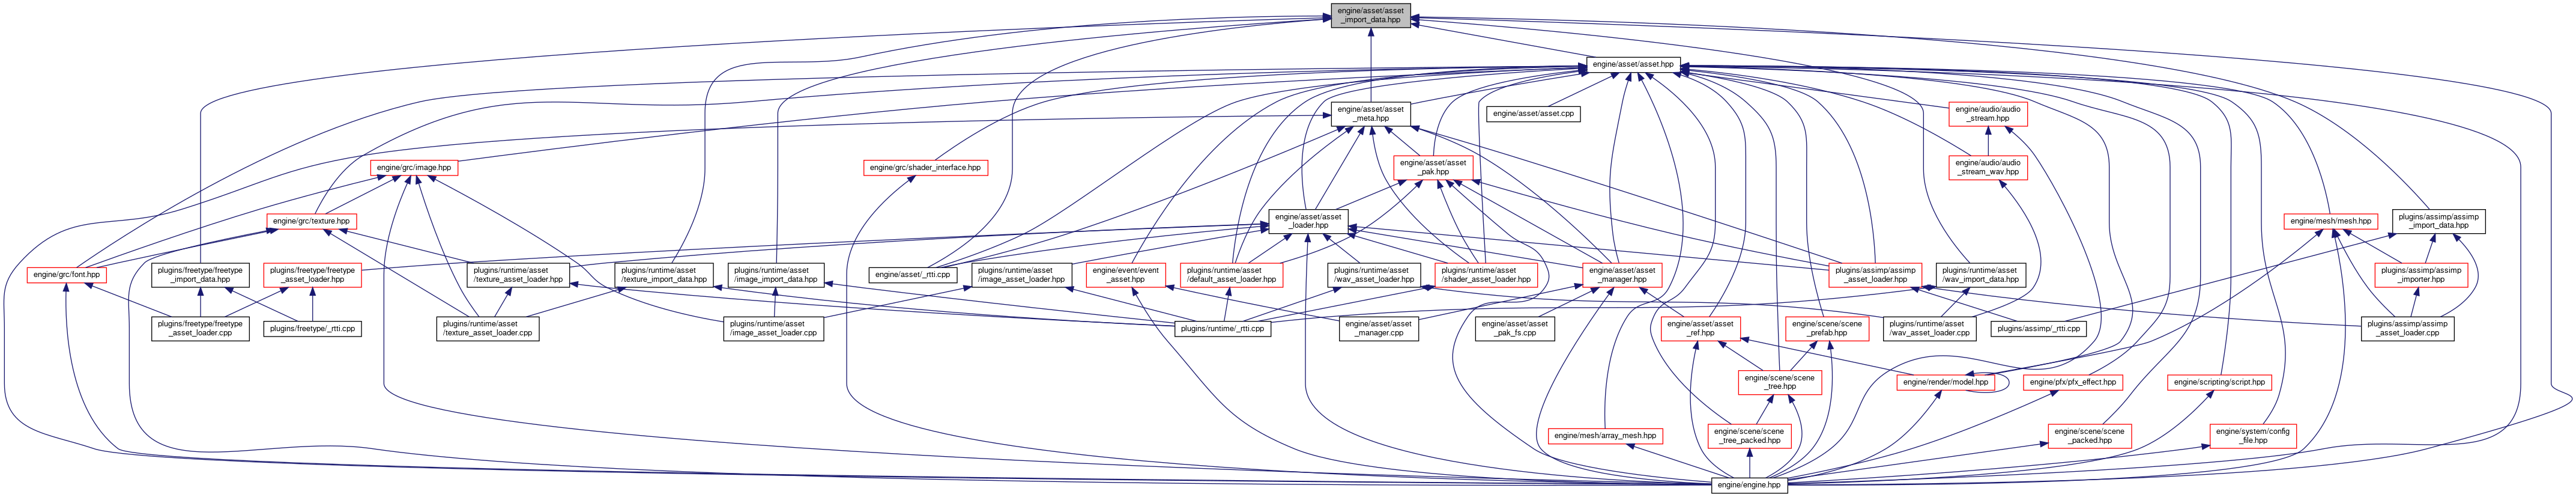 engine/asset/asset
_import_data.hpp
engine/asset/asset.hpp
engine/asset/asset
_meta.hpp
engine/asset/asset.cpp
engine/audio/audio
_stream.hpp
engine/grc/image.hpp
engine/grc/shader_interface.hpp
engine/asset/asset
_pak.hpp
engine/audio/audio
_stream_wav.hpp
engine/grc/texture.hpp
engine/asset/asset
_loader.hpp
engine/mesh/mesh.hpp
plugins/assimp/assimp
_import_data.hpp
engine/grc/font.hpp
plugins/freetype/freetype
_import_data.hpp
plugins/freetype/freetype
_asset_loader.hpp
plugins/runtime/asset
/texture_asset_loader.hpp
plugins/runtime/asset
/texture_import_data.hpp
plugins/runtime/asset
/image_import_data.hpp
engine/asset/_rtti.cpp
plugins/runtime/asset
/image_asset_loader.hpp
engine/event/event
_asset.hpp
plugins/runtime/asset
/default_asset_loader.hpp
plugins/runtime/asset
/wav_asset_loader.hpp
plugins/runtime/asset
/shader_asset_loader.hpp
engine/asset/asset
_manager.hpp
plugins/assimp/assimp
_asset_loader.hpp
plugins/runtime/asset
/wav_import_data.hpp
plugins/assimp/assimp
_importer.hpp
plugins/freetype/freetype
_asset_loader.cpp
plugins/freetype/_rtti.cpp
plugins/runtime/asset
/texture_asset_loader.cpp
plugins/runtime/asset
/image_asset_loader.cpp
plugins/runtime/_rtti.cpp
engine/asset/asset
_manager.cpp
engine/asset/asset
_pak_fs.cpp
engine/asset/asset
_ref.hpp
engine/scene/scene
_prefab.hpp
plugins/runtime/asset
/wav_asset_loader.cpp
plugins/assimp/_rtti.cpp
plugins/assimp/assimp
_asset_loader.cpp
engine/scene/scene
_tree.hpp
engine/render/model.hpp
engine/pfx/pfx_effect.hpp
engine/scripting/script.hpp
engine/mesh/array_mesh.hpp
engine/scene/scene
_tree_packed.hpp
engine/scene/scene
_packed.hpp
engine/system/config
_file.hpp
engine/engine.hpp